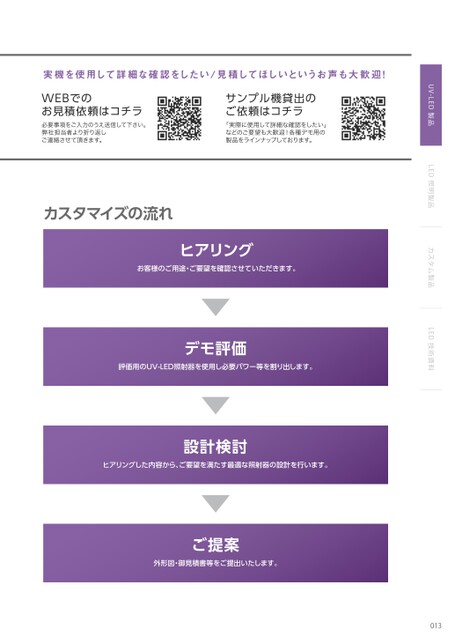 実機を使用して詳細な確認をしたい/見積してほしいというお声も大歓迎!
WEBでの
お見積依頼はコチラ
必要事項をご入力のうえ送信して下さい。
弊社担当者より折り返し
ご連絡させて頂きます。
サンプル機貸出の
ご依頼はコチラ
「実際に使用して詳細な確認をしたい」
などのご要望も大歓迎!各種デモ用の
製品をラインナップしております。
UV-LED 製品
LED 照明製品
カスタム製品
LED 技術資料
カスタマイズの流れ
ヒアリング
お客様のご用途・ご要望を確認させていただきます。
デモ評価
評価用のUV-LED照射器を使用し必要パワー等を割り出します。
設計検討
ヒアリングした内容から、ご要望を満たす最適な照射器の設計を行います。
ご提案
外形図・御見積書等をご提出いたします。
013